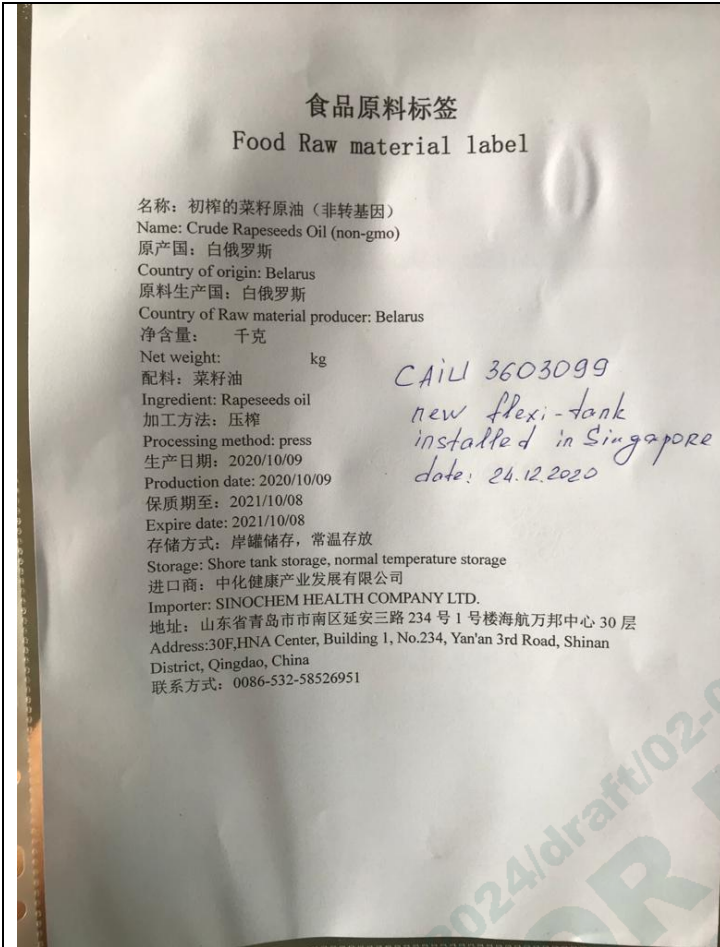 食品原料标签
Food Raw material label
名称：初榨的菜籽原油（非转基因）
Name: Crude Rapeseeds Oil (non-gmo)
原产国：白俄罗斯
Country of origin: Belarus
原料生产国：白俄罗斯
Country of Raw material producer: Belarus
净含量： 千克
Net weight: kg
配料：菜籽油
Ingredient: Rapeseeds oil
加工方法：压榨
Processing method: press
生产日期：2020/10/09
Production date: 2020/10/09
保质期至：2021/10/08
Expire date: 2021/10/08
存储方式：岸罐储存，常温存放
Storage: Shore tank storage, normal temperature storage
进口商：中化健康产业发展有限公司
Importer: SINOCHEM HEALTH COMPANY LTD.
地址：山东省青岛市市南区延安三路 234 号 1 号楼海航万邦中心 30 层
Address:30F,HNA Center, Building 1, No.234, Yan'an 3rd Road, Shinan
District, Qingdao, China
联系方式：0086-532-58526951
CAIU 3603099
new flexi-tank
installed in Singapore
date: 24.12.2020
2024/draft/02-0
OR